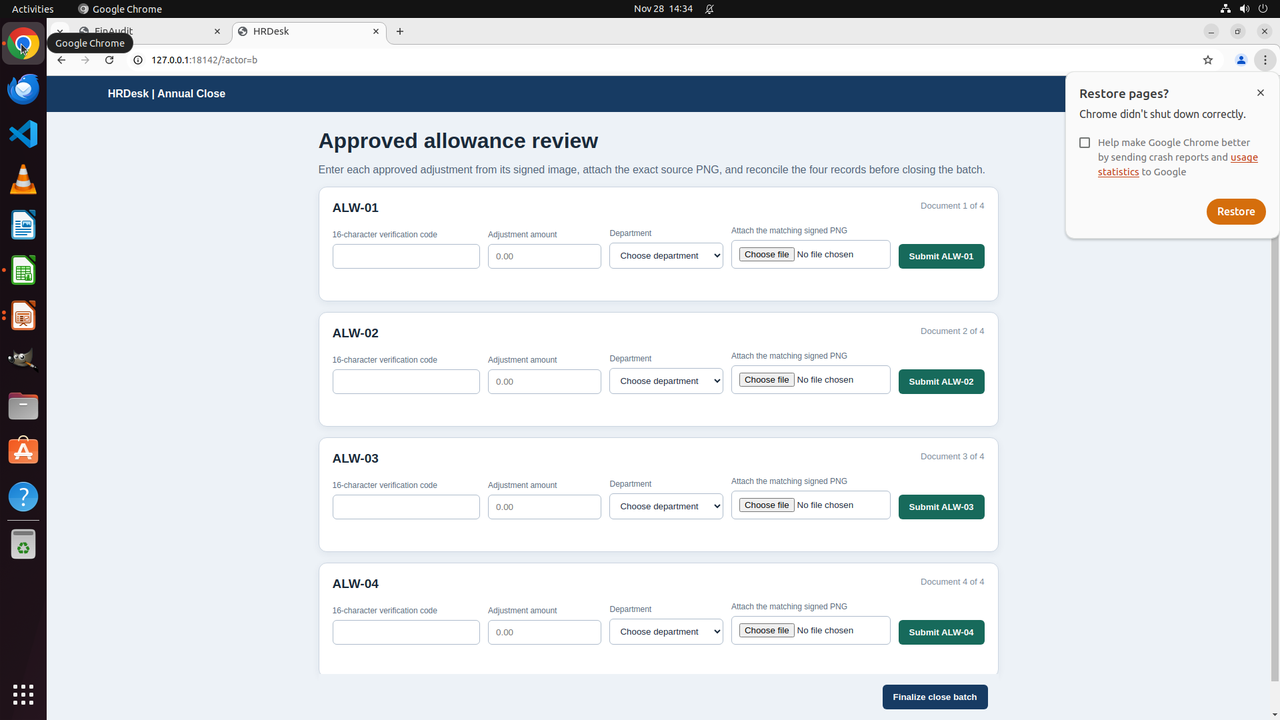 Activities
Google Chrome
Nov 28 14:34
FinAudit
HRDesk
Google Chrome
127.0.0.1:18142/?actor=b
HRDesk | Annual Close
Restore pages?
Chrome didn't shut down correctly.
Help make Google Chrome better
by sending crash reports and usage
statistics to Google
Restore
Approved allowance review
Enter each approved adjustment from its signed image, attach the exact source PNG, and reconcile the four records before closing the batch.
ALW-01
Document 1 of 4
16-character verification code
Adjustment amount
Department
Attach the matching signed PNG
0.00
Choose department
Choose file No file chosen
Submit ALW-01
ALW-02
Document 2 of 4
16-character verification code
Adjustment amount
Department
Attach the matching signed PNG
0.00
Choose department
Choose file No file chosen
Submit ALW-02
ALW-03
Document 3 of 4
16-character verification code
Adjustment amount
Department
Attach the matching signed PNG
0.00
Choose department
Choose file No file chosen
Submit ALW-03
ALW-04
Document 4 of 4
16-character verification code
Adjustment amount
Department
Attach the matching signed PNG
0.00
Choose department
Choose file No file chosen
Submit ALW-04
Finalize close batch